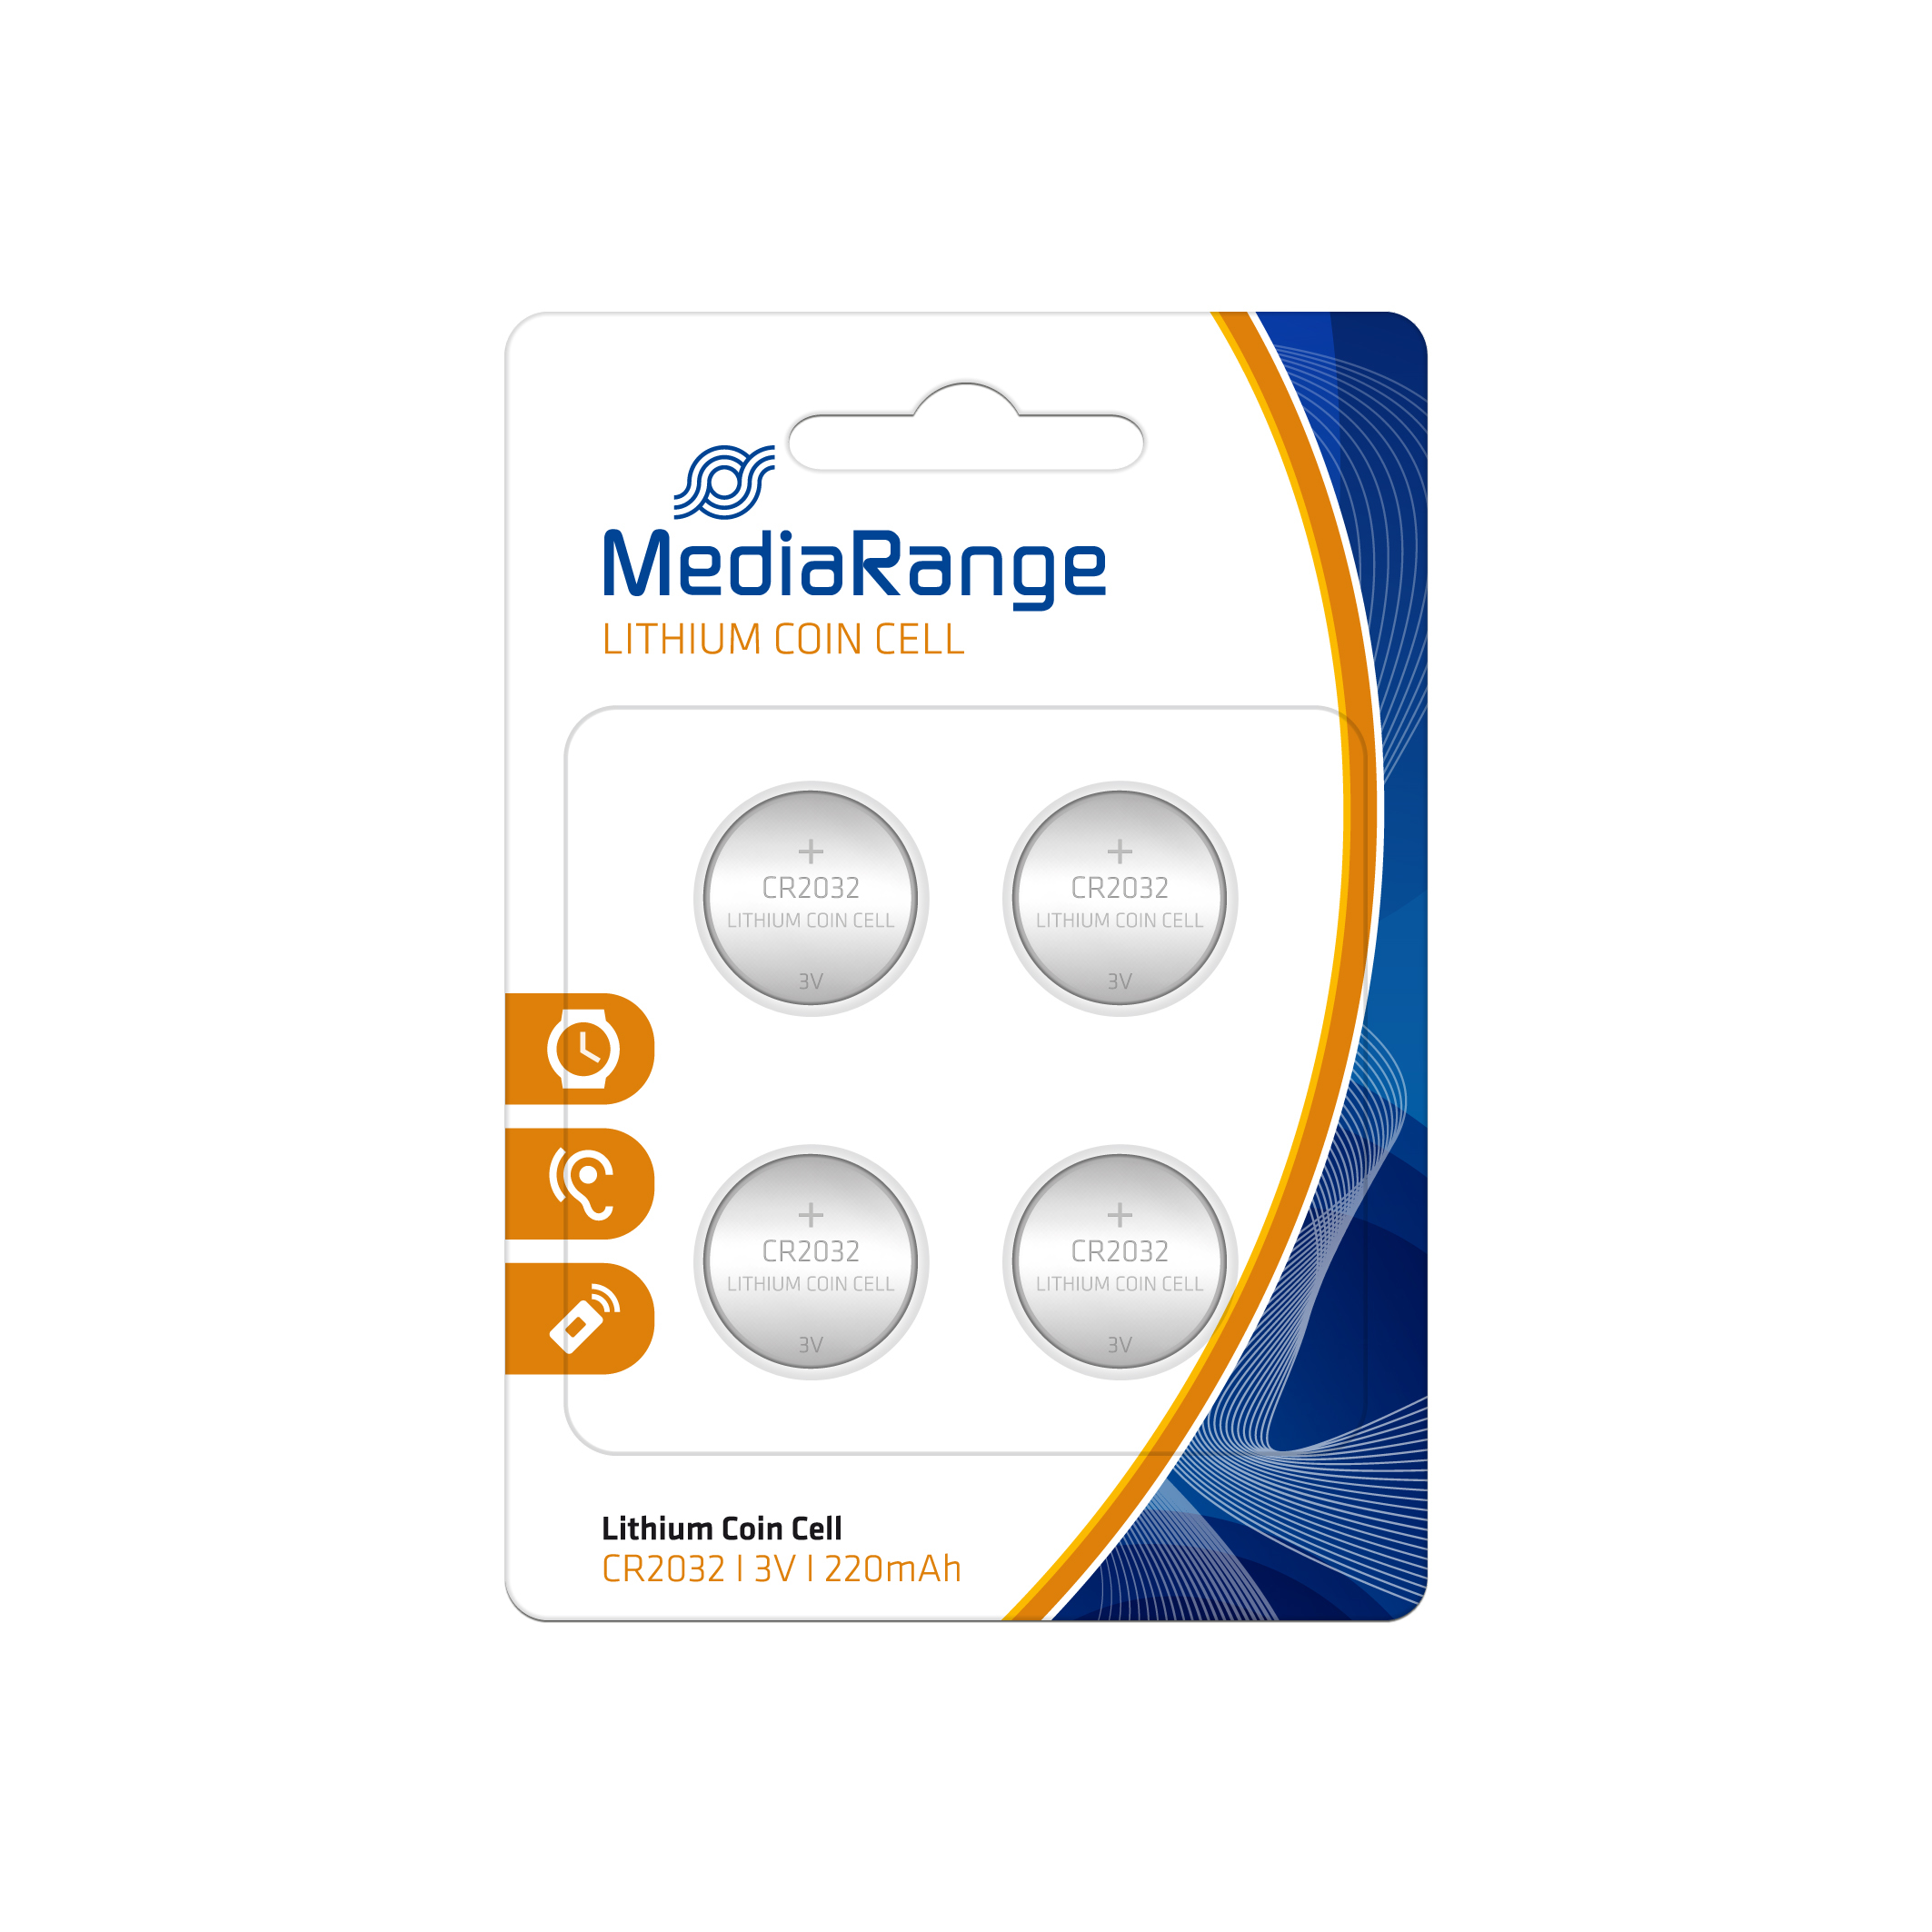 MediaRange
LITHIUM COIN CELL
+
CR2032
LITHIUM COIN CELL
3V
+
CR2032
LITHIUM COIN CELL
3V
+
CR2032
LITHIUM COIN CELL
3V
+
CR2032
LITHIUM COIN CELL
3V
Lithium Coin Cell
CR2032 | 3V | 220mAh